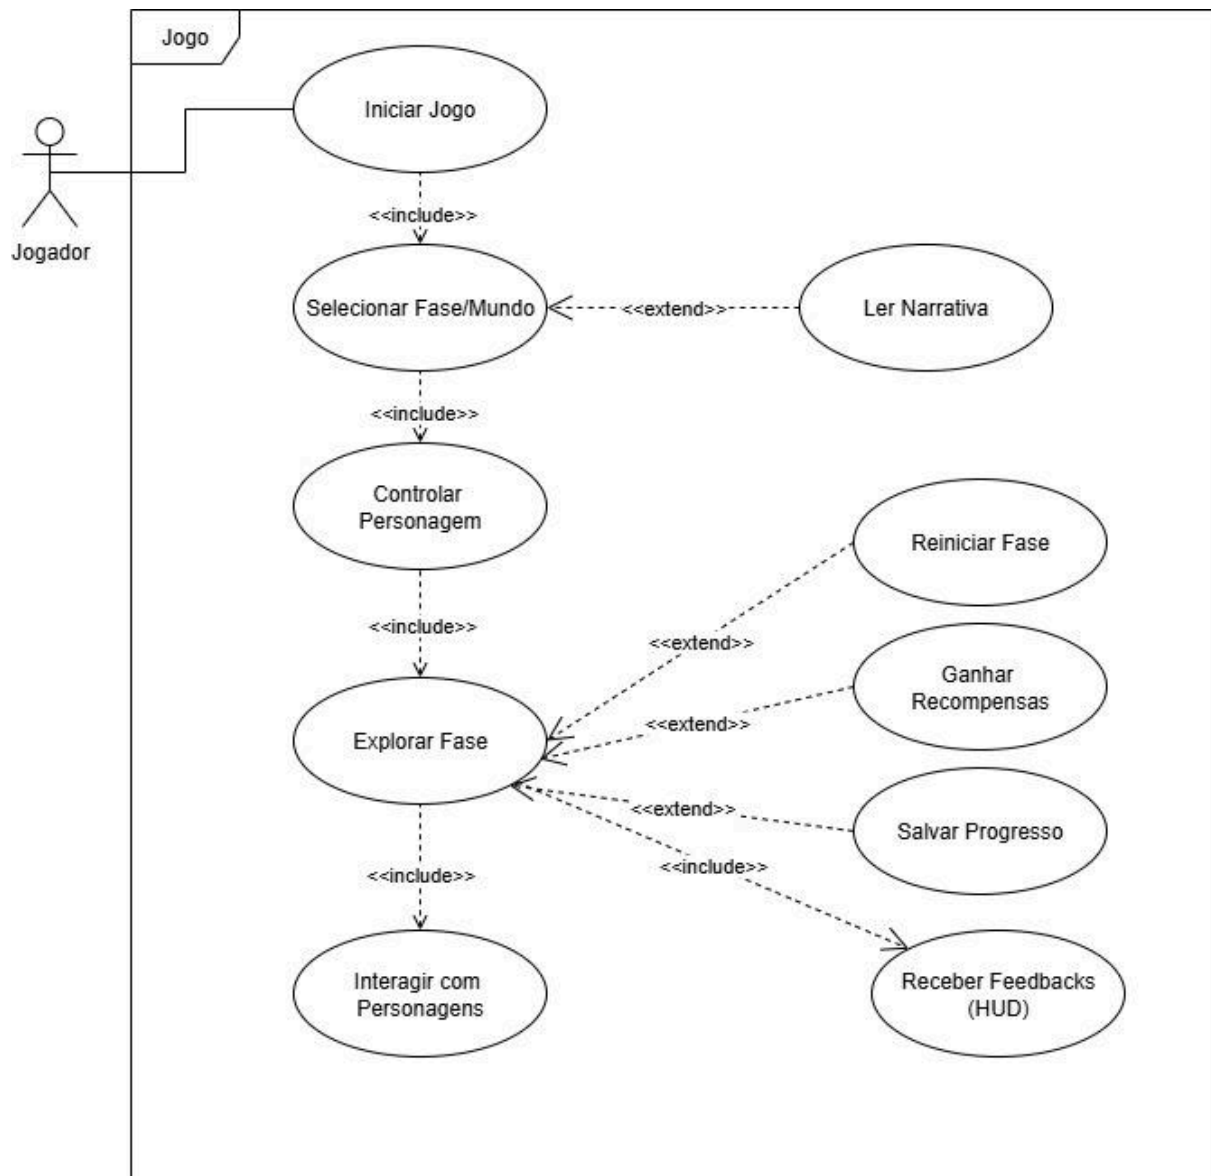 Jogo
Iniciar Jogo
Jogador
<<include>>
Selecionar Fase/Mundo
<<extend>>
Ler Narrativa
<<include>>
Controlar
Personagem
Reiniciar Fase
<<include>>
<<extend>>
Ganhar
Recompensas
<<extend>>
Explorar Fase
<<extend>>
Salvar Progresso
<<include>>
<<include>>
Interagir com
Personagens
Receber Feedbacks
(HUD)